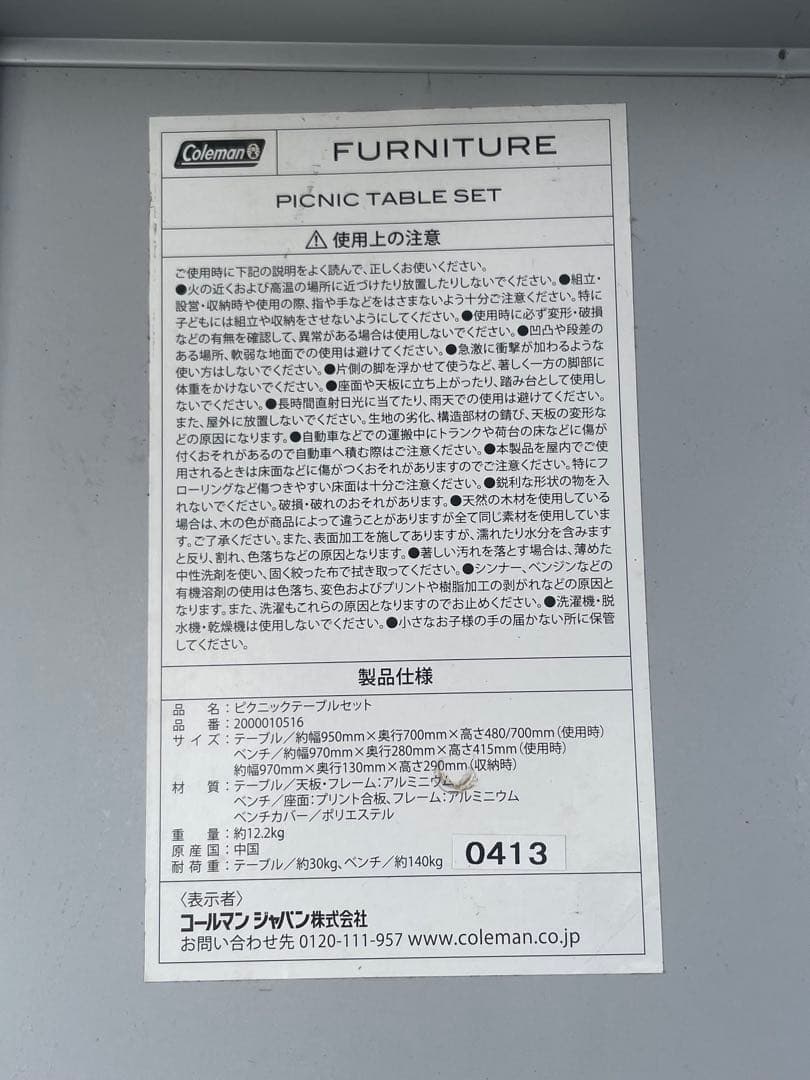 Coleman
FURNITURE
PICNIC TABLE SET
⚠ 使用上の注意
ご使用時に下記の説明をよく読んで、正しくお使いください。
●火の近くおよび高温の場所に近づけたり放置したりしないでください。●組立・
設営・収納時や使用の際、指や手などをはさまないよう十分ご注意ください。特に
子どもには組立や収納をさせないようにしてください。●使用時に必ず変形・破損
などの有無を確認して、異常がある場合は使用しないでください。●凹凸や段差の
ある場所、軟弱な地面での使用は避けてください。●急激に衝撃が加わるような
使い方はしないでください。●片側の脚を浮かせて使うなど、著しく一方の脚部に
体重をかけないでください。●座面や天板に立ち上がったり、踏み台として使用し
ないでください。●長時間直射日光に当てたり、雨天での使用は避けてください。
また、屋外に放置しないでください。生地の劣化、構造部材の錆び、天板の変形な
どの原因になります。●自動車などでの運搬中にトランクや荷台の床などに傷が
付くおそれがあるので自動車へ積む際はご注意ください。●本製品を屋内でご使
用されるときは床面などに傷がつくおそれがありますのでご注意ください。特にフ
ローリングなど傷つきやすい床面は十分ご注意ください。●鋭利な形状の物を入
れないでください。破損・破れのおそれがあります。●天然の木材を使用している
場合は、木の色が商品によって違うことがありますが全て同じ素材を使用していま
す。ご了承ください。また、表面加工を施してありますが、濡れたり水分を含みます
と反り、割れ、色落ちなどの原因となります。●著しい汚れを落とす場合は、薄めた
中性洗剤を使い、固く絞った布で拭き取ってください。●シンナー、ベンジンなどの
有機溶剤の使用は色落ち、変色およびプリントや樹脂加工の剥がれなどの原因と
なります。また、洗濯もこれらの原因となりますのでお止めください。●洗濯機・脱
水機・乾燥機は使用しないでください。●小さなお子様の手の届かない所に保管
してください。
製品仕様
品　名：ピクニックテーブルセット
品　番：2000010516
サイズ：テーブル／約幅950mm×奥行700mm×高さ480/700mm（使用時）
ベンチ／約幅970mm×奥行280mm×高さ415mm（使用時）
約幅970mm×奥行130mm×高さ290mm（収納時）
材　質：テーブル／天板・フレーム：アルミニウム
ベンチ／座面：プリント合板、フレーム：アルミニウム
ベンチカバー／ポリエステル
重　量：約12.2kg
原産国：中国
耐荷重：テーブル／約30kg、ベンチ／約140kg
0413
〈表示者〉
コールマン ジャパン株式会社
お問い合わせ先 0120-111-957 www.coleman.co.jp